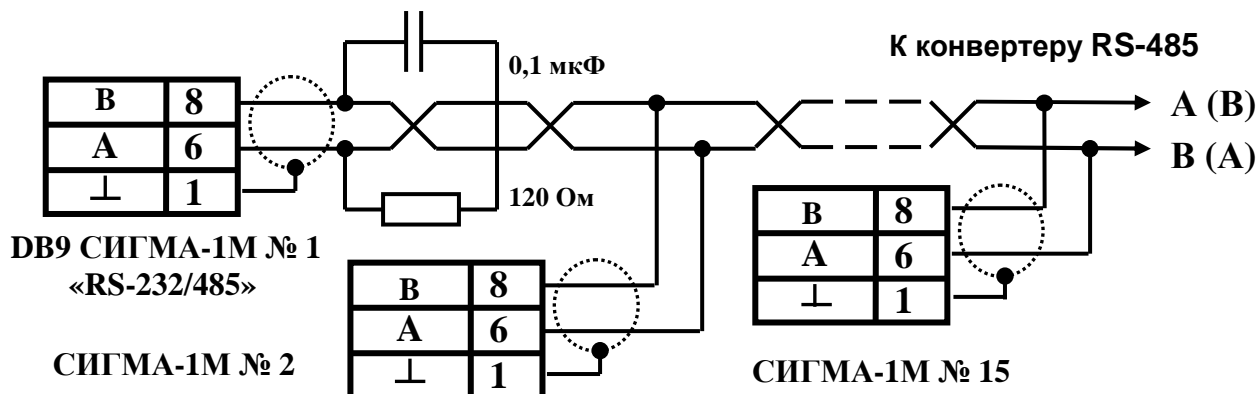 К конвертеру RS-485
0,1 мкФ
B 8
A 6
⊥ 1
A (B)
B (A)
120 Ом
DB9 СИГМА-1М № 1
«RS-232/485»
B 8
A 6
⊥ 1
СИГМА-1М № 2
B 8
A 6
⊥ 1
СИГМА-1М № 15